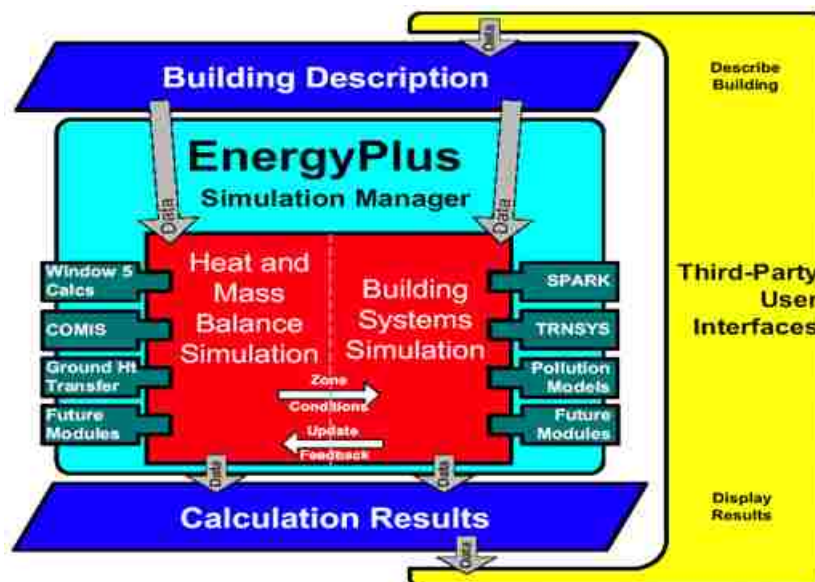 Data
Building Description
Describe
Building
EnergyPlus
Simulation Manager
Data
Data
Window 5
Calcs
COMIS
Ground Ht
Transfer
Future
Modules
Heat and
Mass
Balance
Simulation
Building
Systems
Simulation
Zone
Conditions
Update
Feedback
SPARK
TRNSYS
Pollution
Models
Future
Modules
Third-Party
User
Interfaces
Data
Data
Calculation Results
Display
Results
Data